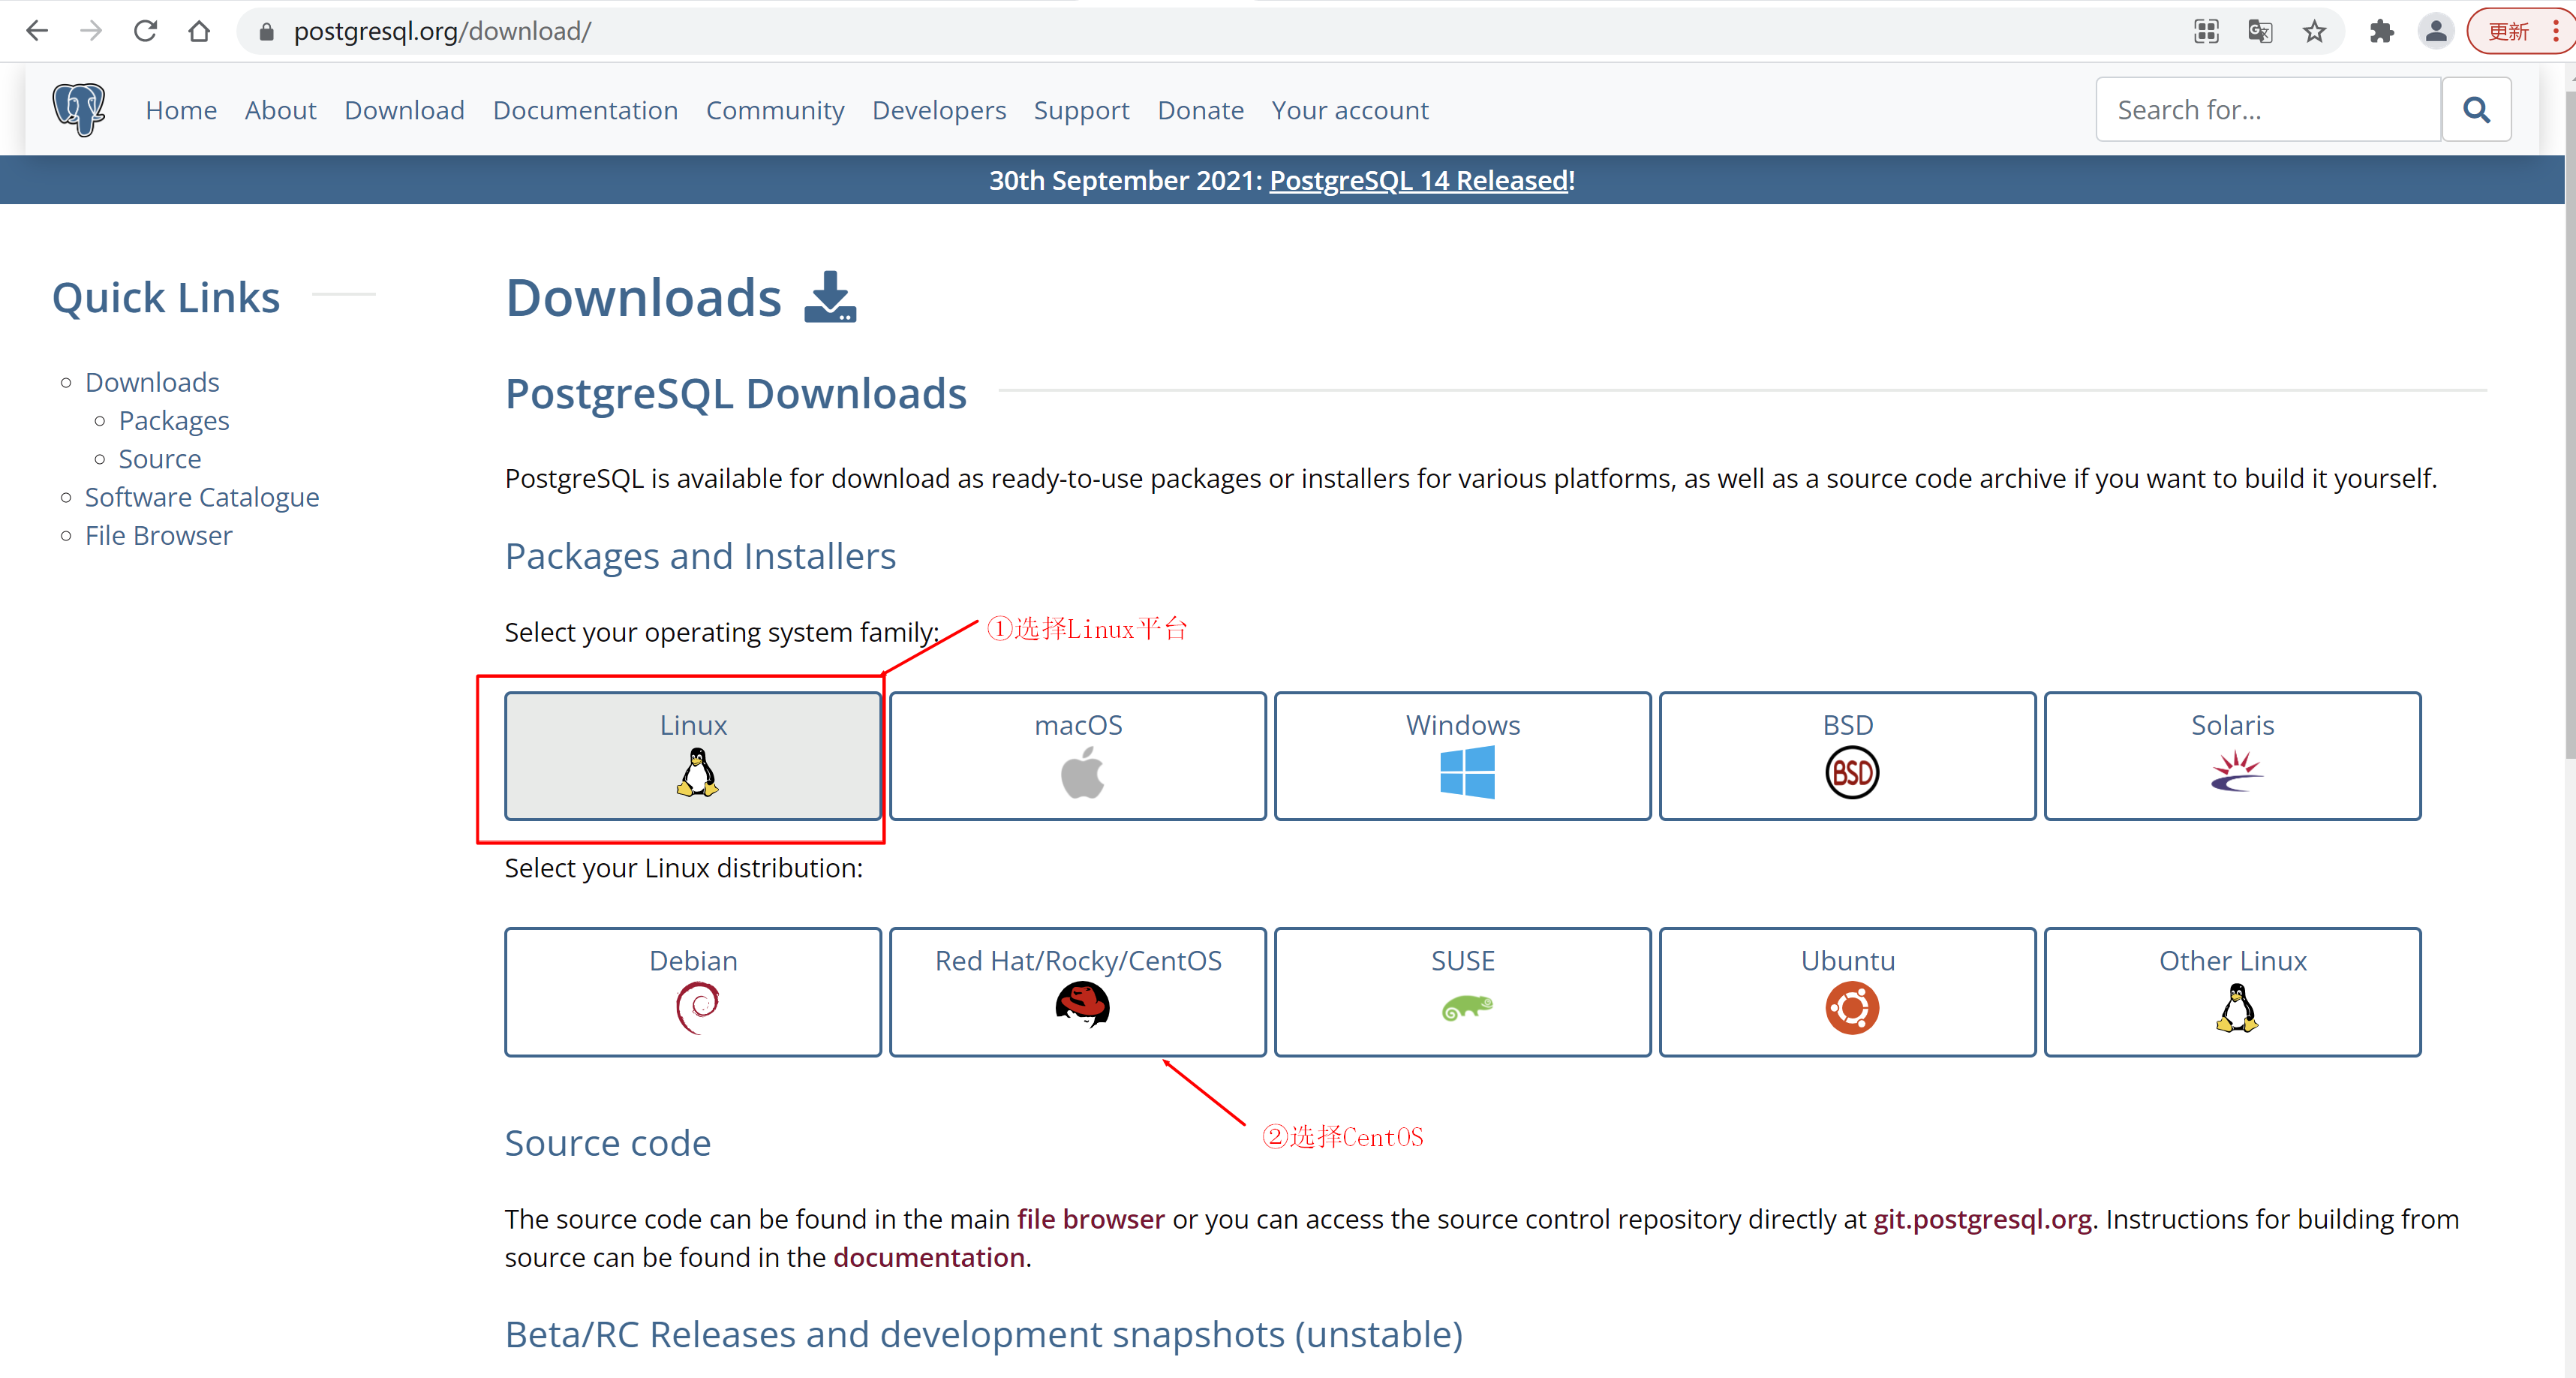 postgresql.org/download/
更新
Home About Download Documentation Community Developers Support Donate Your account
Search for...
30th September 2021: PostgreSQL 14 Released!
Quick Links
Downloads
Packages
Source
Software Catalogue
File Browser
Downloads
PostgreSQL Downloads
PostgreSQL is available for download as ready-to-use packages or installers for various platforms, as well as a source code archive if you want to build it yourself.
Packages and Installers
Select your operating system family:
①选择Linux平台
Linux
macOS
Windows
BSD
BSD
Solaris
Select your Linux distribution:
Debian
Red Hat/Rocky/CentOS
SUSE
Ubuntu
Other Linux
②选择CentOS
Source code
The source code can be found in the main file browser or you can access the source control repository directly at git.postgresql.org. Instructions for building from
source can be found in the documentation.
Beta/RC Releases and development snapshots (unstable)